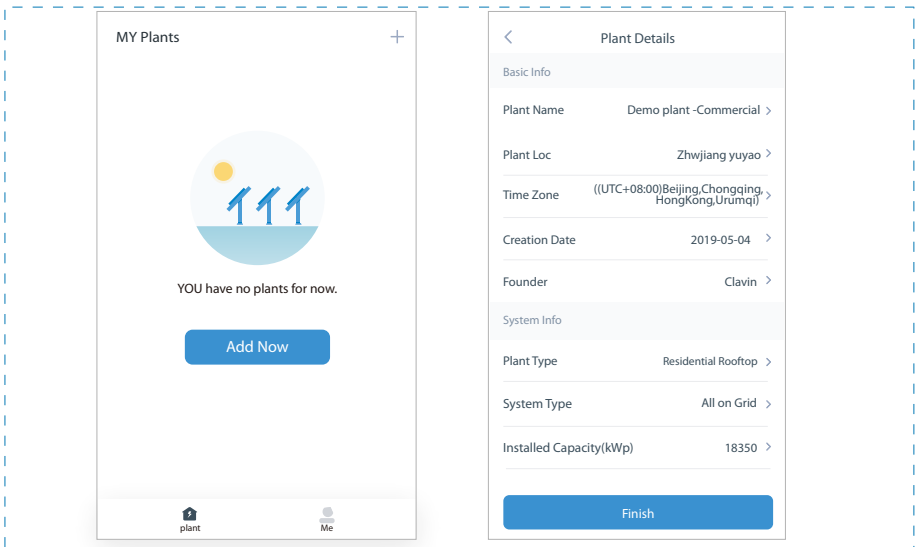 MY Plants
YOU have no plants for now.
Add Now
plant
Me
Plant Details
Basic Info
Plant Name Demo plant -Commercial
Plant Loc Zhwjiang yuyao
Time Zone ((UTC+08:00)Beijing,Chongqing,
HongKong,Urumqi)
Creation Date 2019-05-04
Founder Clavin
System Info
Plant Type Residential Rooftop
System Type All on Grid
Installed Capacity(kWp) 18350
Finish